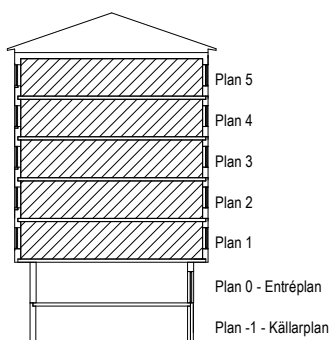 Plan 5
Plan 4
Plan 3
Plan 2
Plan 1
Plan 0 - Entréplan
Plan -1 - Källarplan